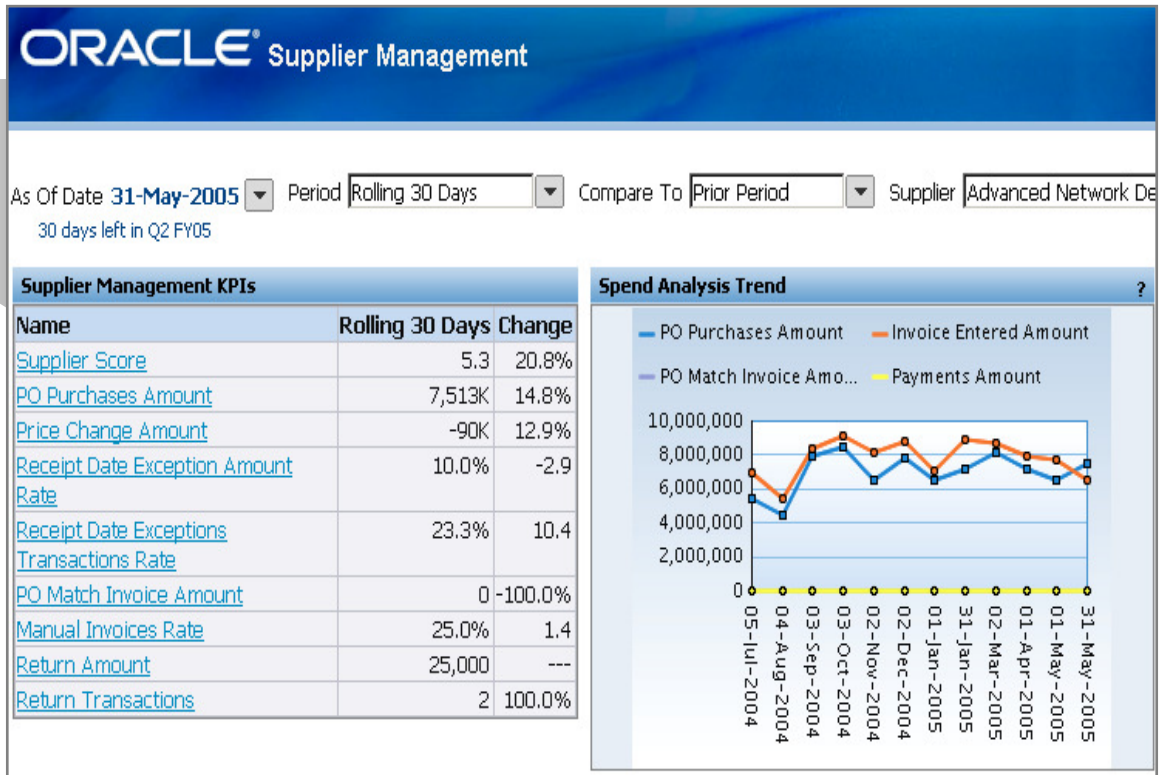 ORACLE® Supplier Management
As Of Date 31-May-2005 Period Rolling 30 Days Compare To Prior Period Supplier Advanced Network De
30 days left in Q2 FY05
Supplier Management KPIs
Name Rolling 30 Days Change
Supplier Score 5.3 20.8%
PO Purchases Amount 7,513K 14.8%
Price Change Amount -90K 12.9%
Receipt Date Exception Amount 10.0% -2.9
Rate
Receipt Date Exceptions 23.3% 10.4
Transactions Rate
PO Match Invoice Amount 0 -100.0%
Manual Invoices Rate 25.0% 1.4
Return Amount 25,000 ---
Return Transactions 2 100.0%
Spend Analysis Trend ?
PO Purchases Amount Invoice Entered Amount
PO Match Invoice Amo... Payments Amount
10,000,000
8,000,000
6,000,000
4,000,000
2,000,000
0
05-Jul-2004
04-Aug-2004
03-Sep-2004
03-Oct-2004
02-Nov-2004
02-Dec-2004
01-Jan-2005
31-Jan-2005
02-Mar-2005
01-Apr-2005
01-May-2005
31-May-2005